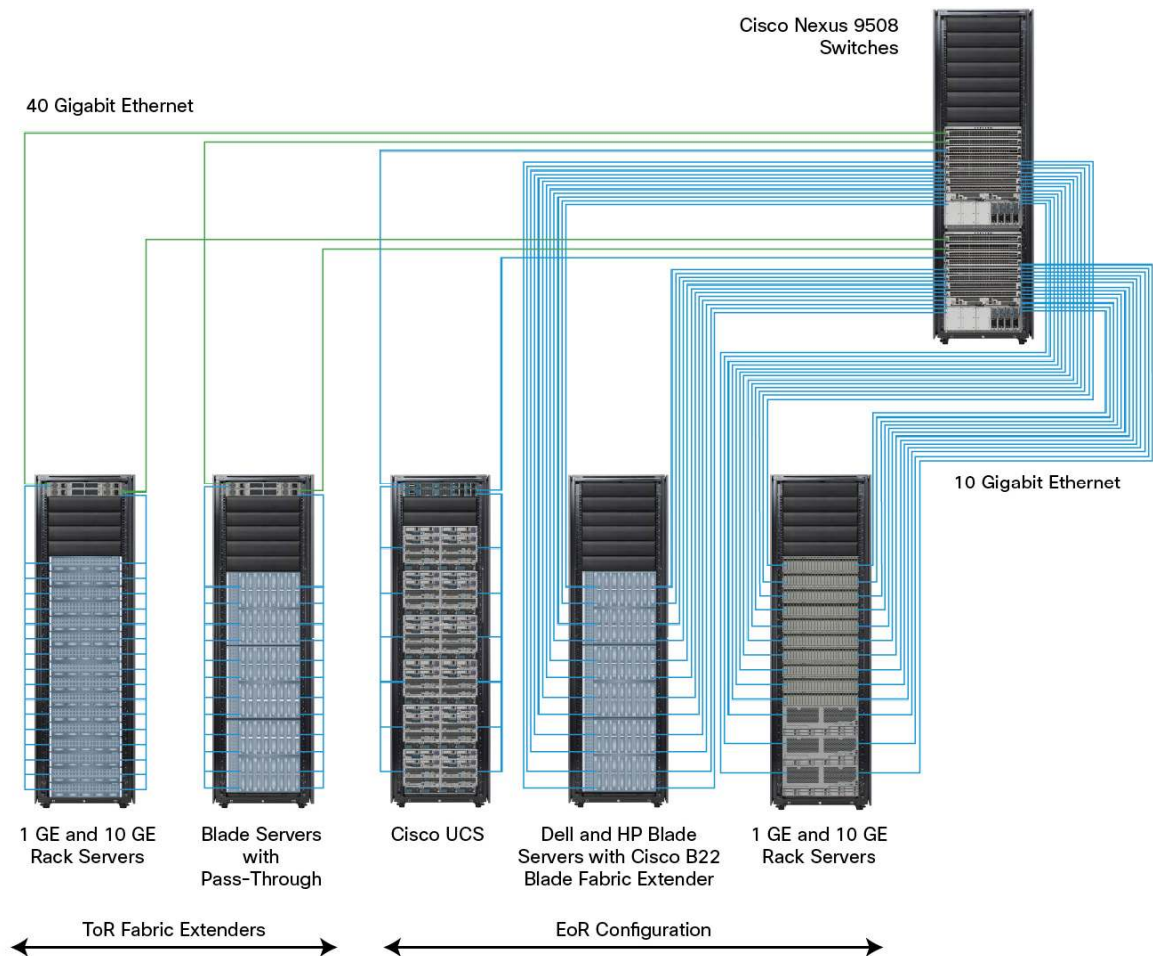 Cisco Nexus 9508
Switches
40 Gigabit Ethernet
10 Gigabit Ethernet
1 GE and 10 GE
Rack Servers
Blade Servers
with
Pass-Through
Cisco UCS
Dell and HP Blade
Servers with Cisco B22
Blade Fabric Extender
1 GE and 10 GE
Rack Servers
ToR Fabric Extenders
EoR Configuration